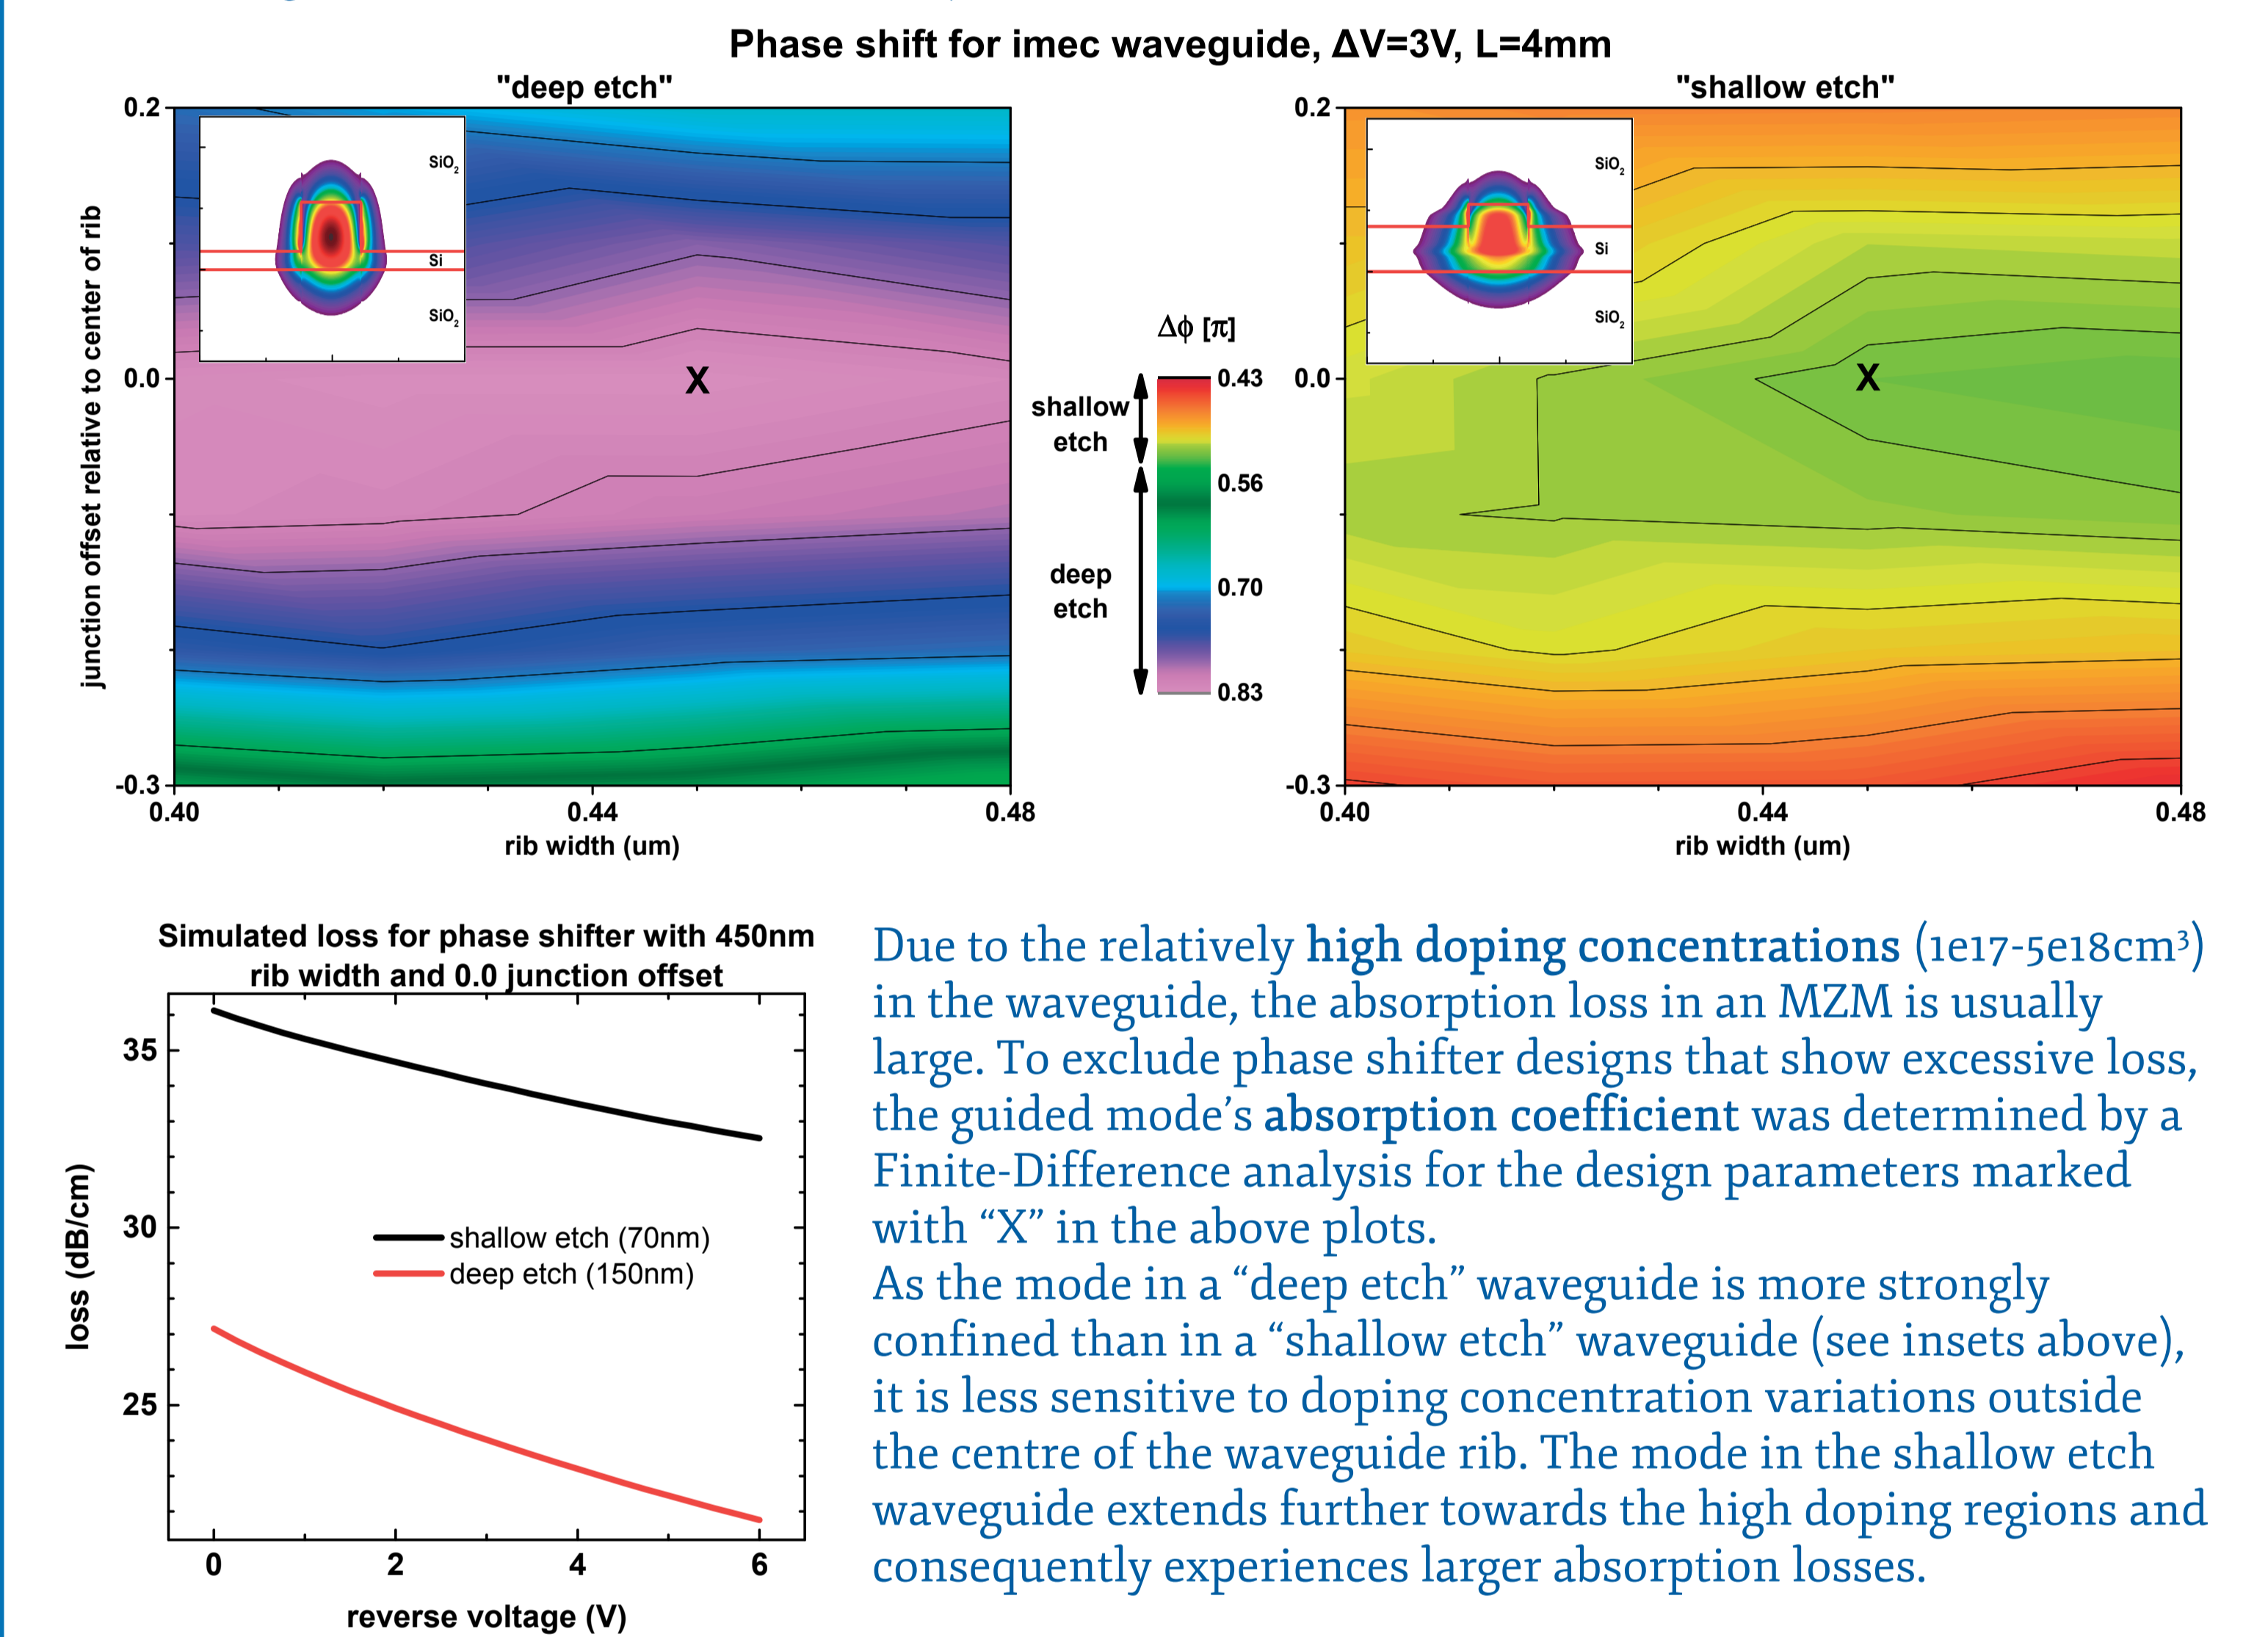 Phase shift for imec waveguide, ΔV=3V, L=4mm
"deep etch"
0.2
0.0
-0.3
junction offset relative to center of rib
SiO2
Si
SiO2
0.40
0.44
0.48
rib width (um)
Δϕ [π]
0.43
0.56
0.70
0.83
shallow
etch
deep
etch
"shallow etch"
0.2
0.0
-0.3
SiO2
Si
SiO2
X
X
0.40
0.44
0.48
rib width (um)
Simulated loss for phase shifter with 450nm
rib width and 0.0 junction offset
35
30
25
loss (dB/cm)
shallow etch (70nm)
deep etch (150nm)
0
2
4
6
reverse voltage (V)
Due to the relatively high doping concentrations (1e17-5e18cm³)
in the waveguide, the absorption loss in an MZM is usually
large. To exclude phase shifter designs that show excessive loss,
the guided mode’s absorption coefficient was determined by a
Finite-Difference analysis for the design parameters marked
with “X” in the above plots.
As the mode in a “deep etch” waveguide is more strongly
confined than in a “shallow etch” waveguide (see insets above),
it is less sensitive to doping concentration variations outside
the centre of the waveguide rib. The mode in the shallow etch
waveguide extends further towards the high doping regions and
consequently experiences larger absorption losses.